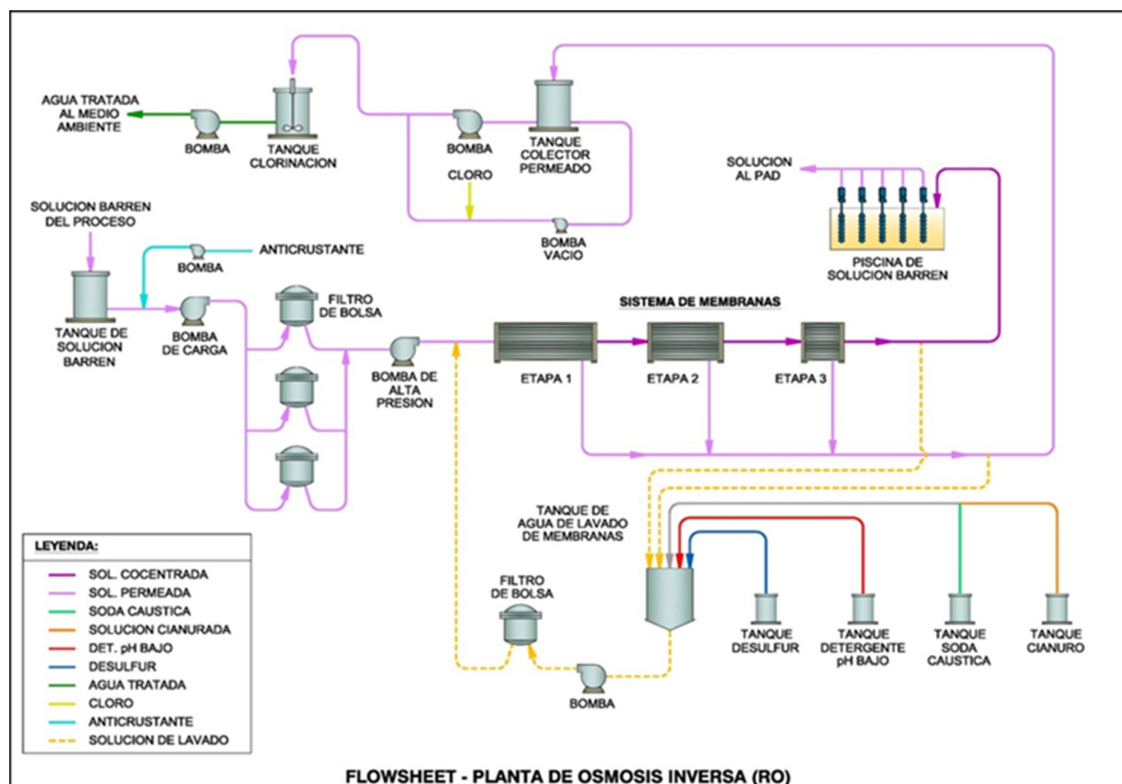 AGUA TRATADA
AL MEDIO
AMBIENTE
BOMBA
TANQUE
CLORINACION
BOMBA
TANQUE
COLECTOR
PERMEADO
CLORO
BOMBA
VACIO
SOLUCION
AL PAD
PISCINA DE
SOLUCION BARREN
SOLUCION BARREN
DEL PROCESO
ANTICRUSTANTE
BOMBA
TANQUE DE
SOLUCION
BARREN
BOMBA
DE CARGA
FILTRO
DE BOLSA
BOMBA DE
ALTA
PRESION
SISTEMA DE MEMBRANAS
ETAPA 1
ETAPA 2
ETAPA 3
TANQUE DE
AGUA DE LAVADO
DE MEMBRANAS
FILTRO
DE BOLSA
BOMBA
TANQUE
DESULFUR
TANQUE
DETERGENTE
pH BAJO
TANQUE
SODA
CAUSTICA
TANQUE
CIANURO
LEYENDA:
SOL. COCENTRADA
SOL. PERMEADA
SODA CAUSTICA
SOLUCION CIANURADA
DET. pH BAJO
DESULFUR
AGUA TRATADA
CLORO
ANTICRUSTANTE
SOLUCION DE LAVADO
FLOWSHEET - PLANTA DE OSMOSIS INVERSA (RO)